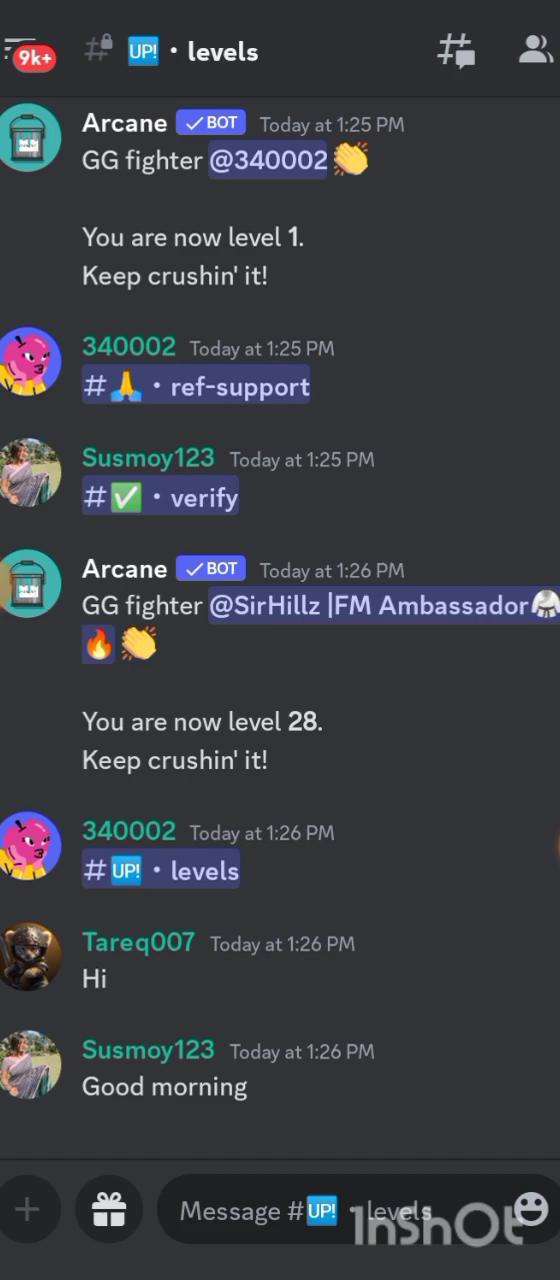 9k+
# UP! • levels
Arcane ✓ BOT Today at 1:25 PM
GG fighter @340002 👏
You are now level 1.
Keep crushin' it!
340002 Today at 1:25 PM
# 🙏 • ref-support
Susmoy123 Today at 1:25 PM
# ✅ • verify
Arcane ✓ BOT Today at 1:26 PM
GG fighter @SirHillz |FM Ambassador🥋
🔥 👏
You are now level 28.
Keep crushin' it!
340002 Today at 1:26 PM
# UP! • levels
Tareq007 Today at 1:26 PM
Hi
Susmoy123 Today at 1:26 PM
Good morning
Message # UP! • levels
InShOt